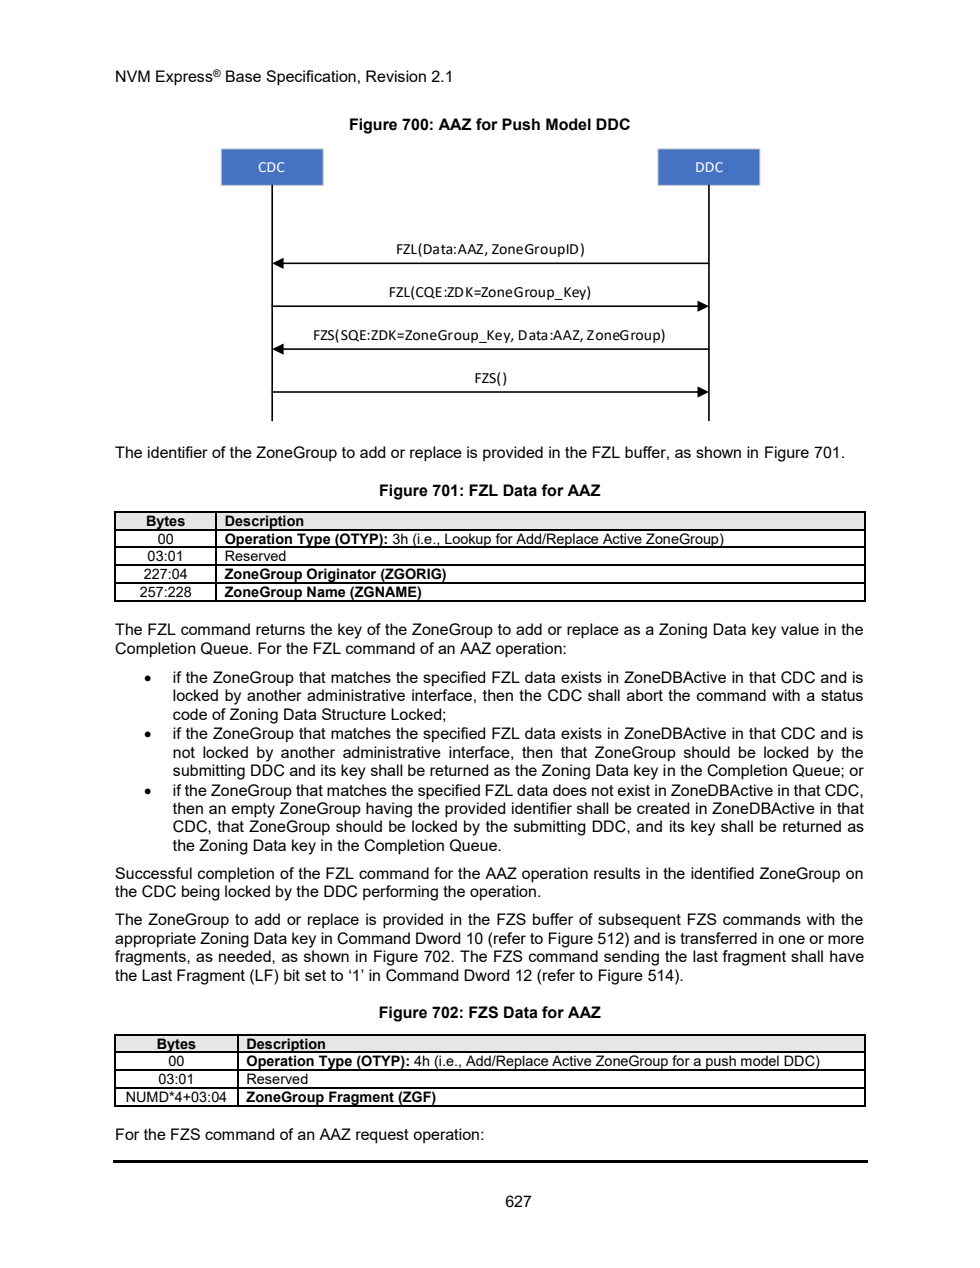 NVM Express® Base Specification, Revision 2.1
Figure 700: AAZ for Push Model DDC
CDC
DDC
FZL(Data:AAZ, ZoneGroupID)
FZL(CQE:ZDK=ZoneGroup_Key)
FZS(SQE:ZDK=ZoneGroup_Key, Data:AAZ, ZoneGroup)
FZS()
The identifier of the ZoneGroup to add or replace is provided in the FZL buffer, as shown in Figure 701.
Figure 701: FZL Data for AAZ
Bytes Description
00 Operation Type (OTYP): 3h (i.e., Lookup for Add/Replace Active ZoneGroup)
03:01 Reserved
227:04 ZoneGroup Originator (ZGORIG)
257:228 ZoneGroup Name (ZGNAME)
The FZL command returns the key of the ZoneGroup to add or replace as a Zoning Data key value in the
Completion Queue. For the FZL command of an AAZ operation:
• if the ZoneGroup that matches the specified FZL data exists in ZoneDBActive in that CDC and is
locked by another administrative interface, then the CDC shall abort the command with a status
code of Zoning Data Structure Locked;
• if the ZoneGroup that matches the specified FZL data exists in ZoneDBActive in that CDC and is
not locked by another administrative interface, then that ZoneGroup should be locked by the
submitting DDC and its key shall be returned as the Zoning Data key in the Completion Queue; or
• if the ZoneGroup that matches the specified FZL data does not exist in ZoneDBActive in that CDC,
then an empty ZoneGroup having the provided identifier shall be created in ZoneDBActive in that
CDC, that ZoneGroup should be locked by the submitting DDC, and its key shall be returned as
the Zoning Data key in the Completion Queue.
Successful completion of the FZL command for the AAZ operation results in the identified ZoneGroup on
the CDC being locked by the DDC performing the operation.
The ZoneGroup to add or replace is provided in the FZS buffer of subsequent FZS commands with the
appropriate Zoning Data key in Command Dword 10 (refer to Figure 512) and is transferred in one or more
fragments, as needed, as shown in Figure 702. The FZS command sending the last fragment shall have
the Last Fragment (LF) bit set to ‘1’ in Command Dword 12 (refer to Figure 514).
Figure 702: FZS Data for AAZ
Bytes Description
00 Operation Type (OTYP): 4h (i.e., Add/Replace Active ZoneGroup for a push model DDC)
03:01 Reserved
NUMD*4+03:04 ZoneGroup Fragment (ZGF)
For the FZS command of an AAZ request operation:
627